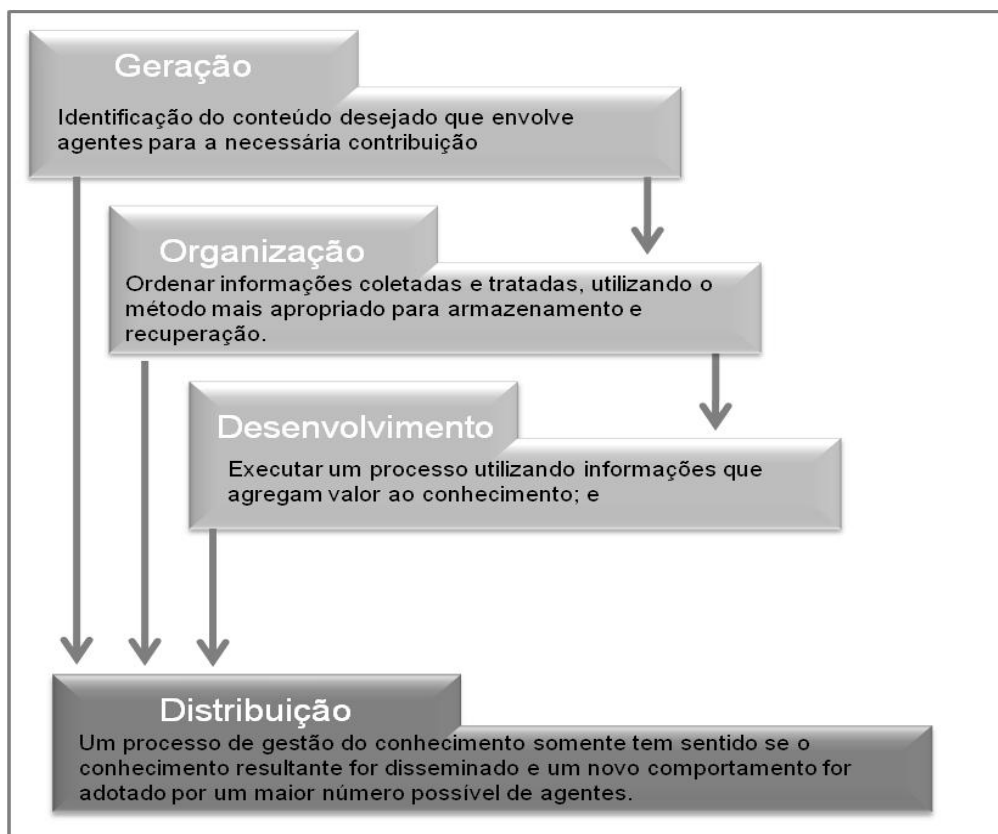 Geração
Identificação do conteúdo desejado que envolve
agentes para a necessária contribuição
Organização
Ordenar informações coletadas e tratadas, utilizando o
método mais apropriado para armazenamento e
recuperação.
Desenvolvimento
Executar um processo utilizando informações que
agregam valor ao conhecimento; e
Distribuição
Um processo de gestão do conhecimento somente tem sentido se o
conhecimento resultante for disseminado e um novo comportamento for
adotado por um maior número possível de agentes.